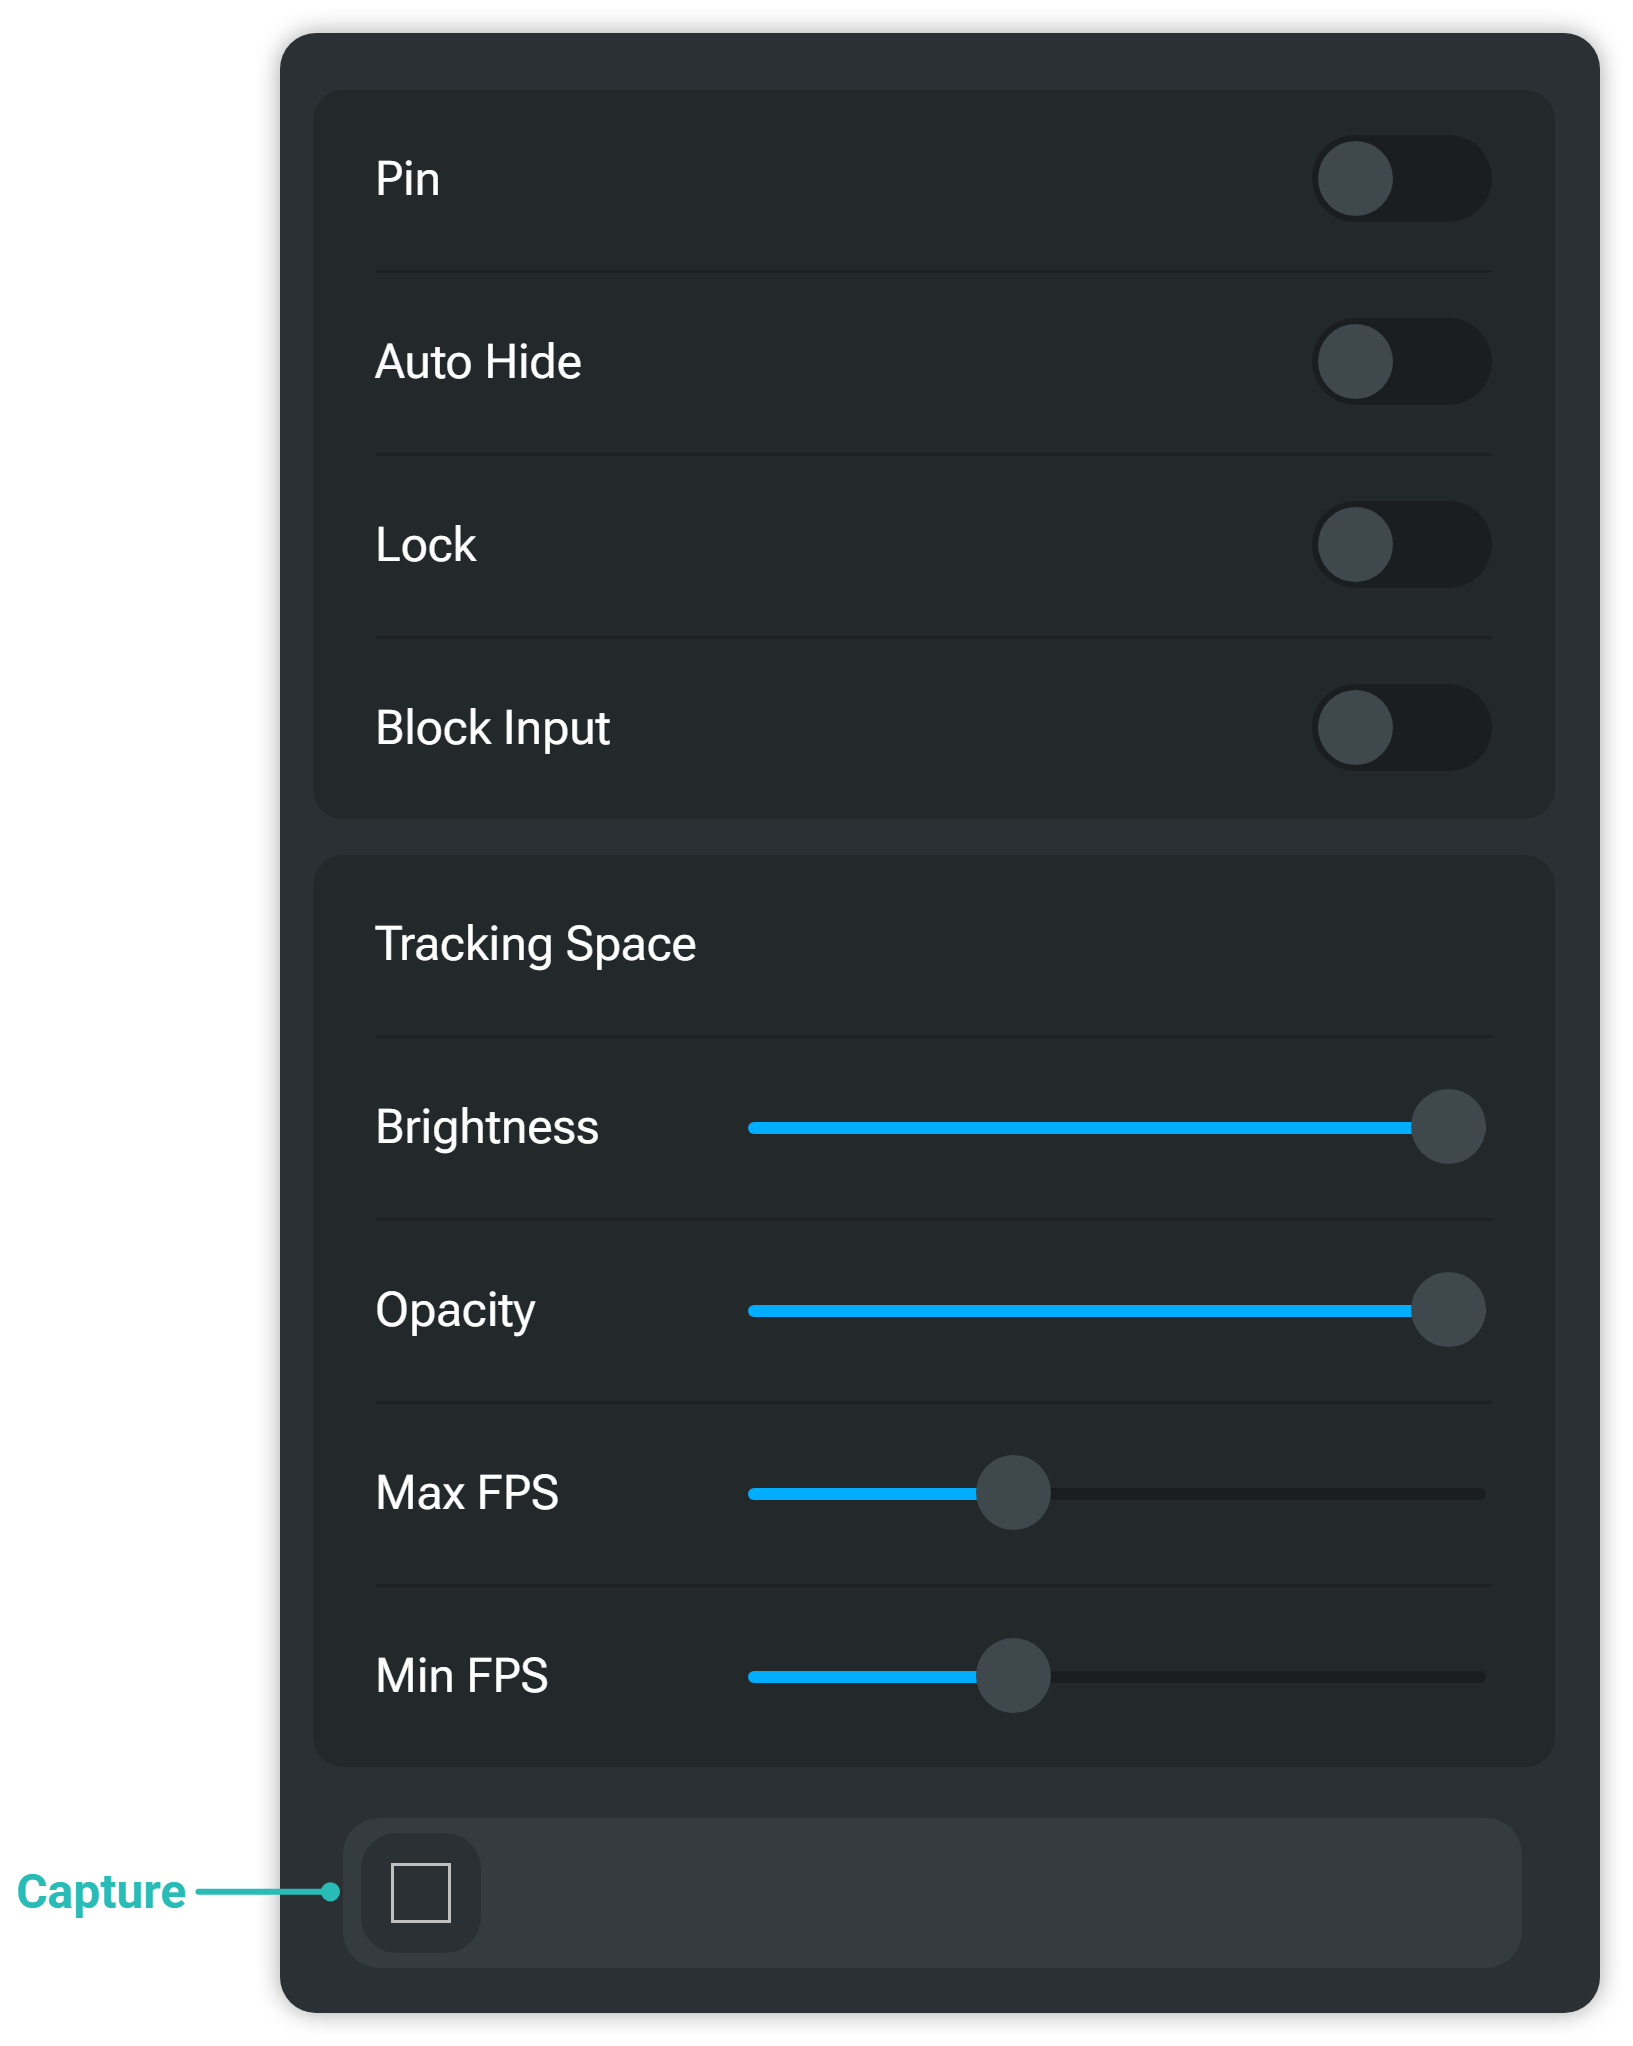 Pin
Auto Hide
Lock
Block Input
Tracking Space
Brightness
Opacity
Max FPS
Min FPS
Capture